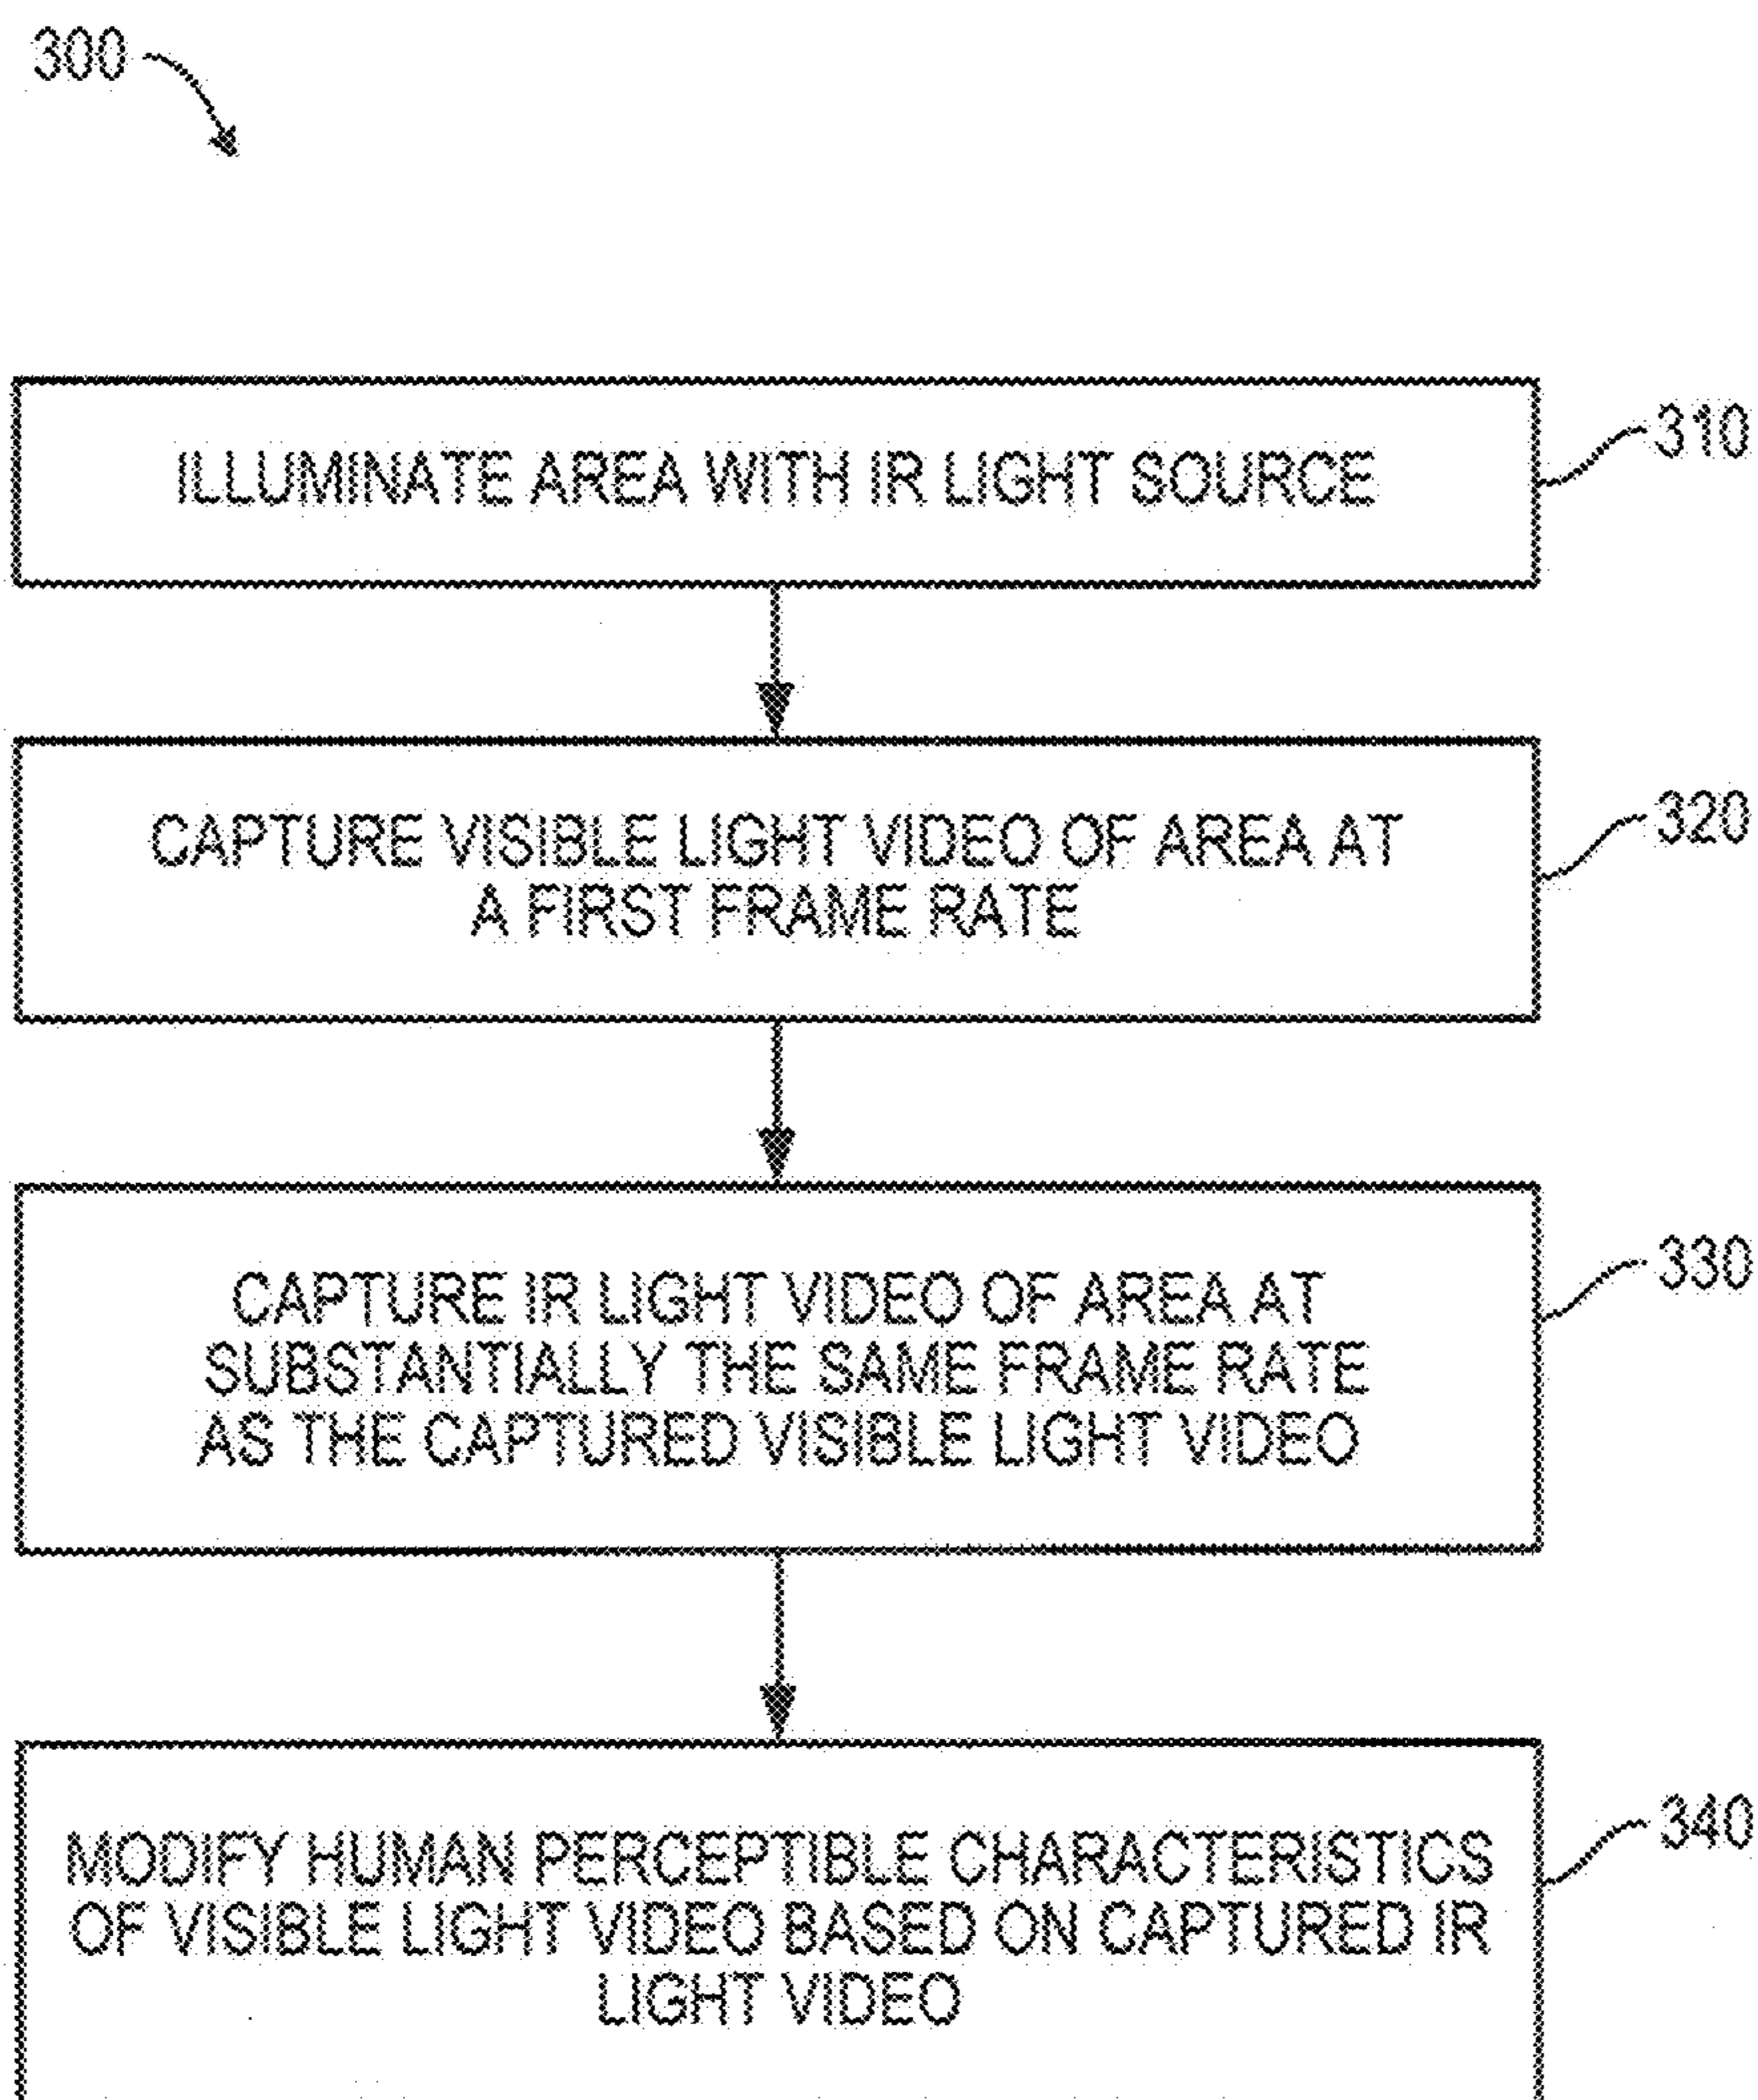 300
ILLUMINATE AREA WITH IR LIGHT SOURCE
310
CAPTURE VISIBLE LIGHT VIDEO OF AREA AT
A FIRST FRAME RATE
320
CAPTURE IR LIGHT VIDEO OF AREA AT
SUBSTANTIALLY THE SAME FRAME RATE
AS THE CAPTURED VISIBLE LIGHT VIDEO
330
MODIFY HUMAN PERCEPTIBLE CHARACTERISTICS
OF VISIBLE LIGHT VIDEO BASED ON CAPTURED IR
LIGHT VIDEO
340